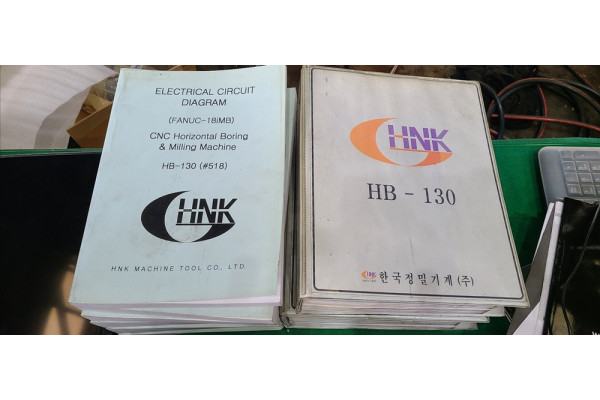 ELECTRICAL CIRCUIT
DIAGRAM
(FANUC-18iMB)
CNC Horizontal Boring
& Milling Machine
HB-130 (#518)
HNK
HNK MACHINE TOOL CO., LTD.
HNK
HB - 130
HNK 한국정밀기계(주)